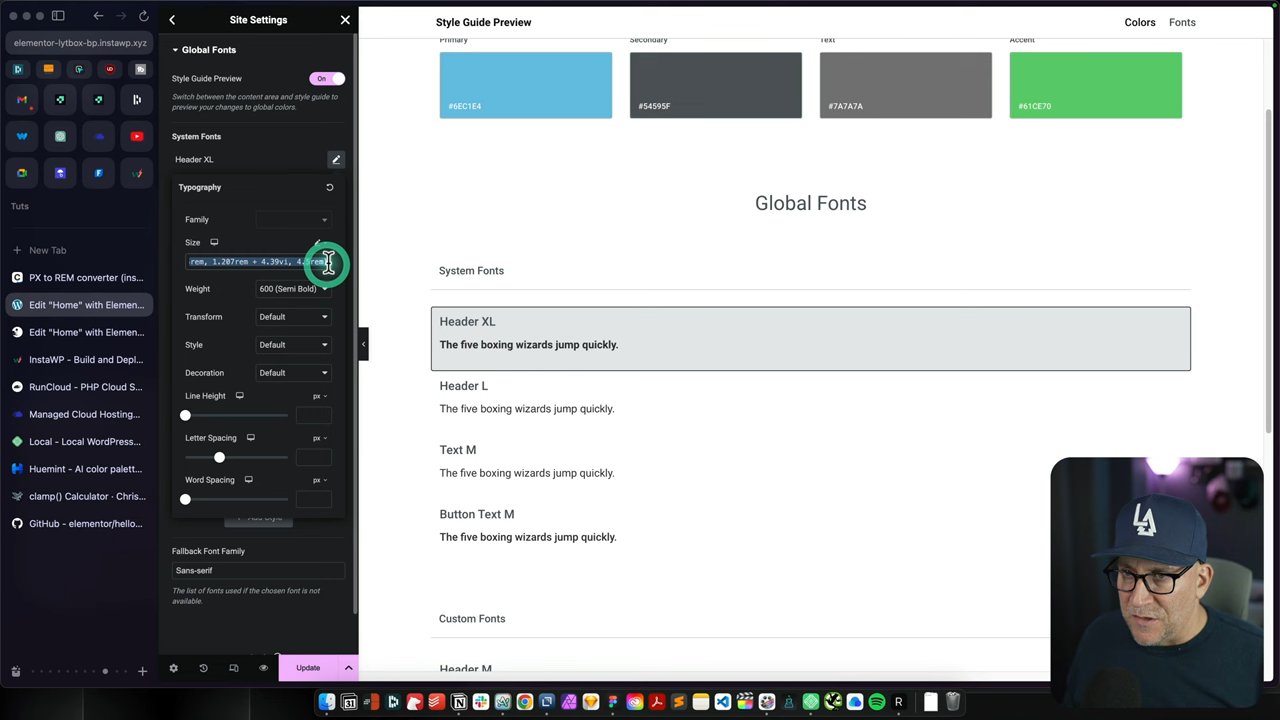 Site Settings
elementor-lytbox-bp.instawp.xyz
Tuts
New Tab
PX to REM converter (ins...
Edit "Home" with Elemen...
Edit "Home" with Elemen...
InstaWP - Build and Depl...
RunCloud - PHP Cloud S...
Managed Cloud Hosting...
Local - Local WordPress...
Huemint - AI color palett...
clamp() Calculator - Chris...
GitHub - elementor/hello...
Global Fonts
Style Guide Preview
On
Switch between the content area and style guide to
preview your changes to global colors.
System Fonts
Header XL
Typography
Family
Size
rem, 1.207rem + 4.39vi,
Weight
600 (Semi Bold)
Transform
Default
Style
Default
Decoration
Default
Line Height
px
Letter Spacing
px
Word Spacing
px
Fallback Font Family
Sans-serif
The list of fonts used if the chosen font is not
available.
Update
Style Guide Preview
Colors
Fonts
Primary
Secondary
Text
Accent
#6EC1E4
#54595F
#7A7A7A
#61CE70
Global Fonts
System Fonts
Header XL
The five boxing wizards jump quickly.
Header L
The five boxing wizards jump quickly.
Text M
The five boxing wizards jump quickly.
Button Text M
The five boxing wizards jump quickly.
Custom Fonts
Header M